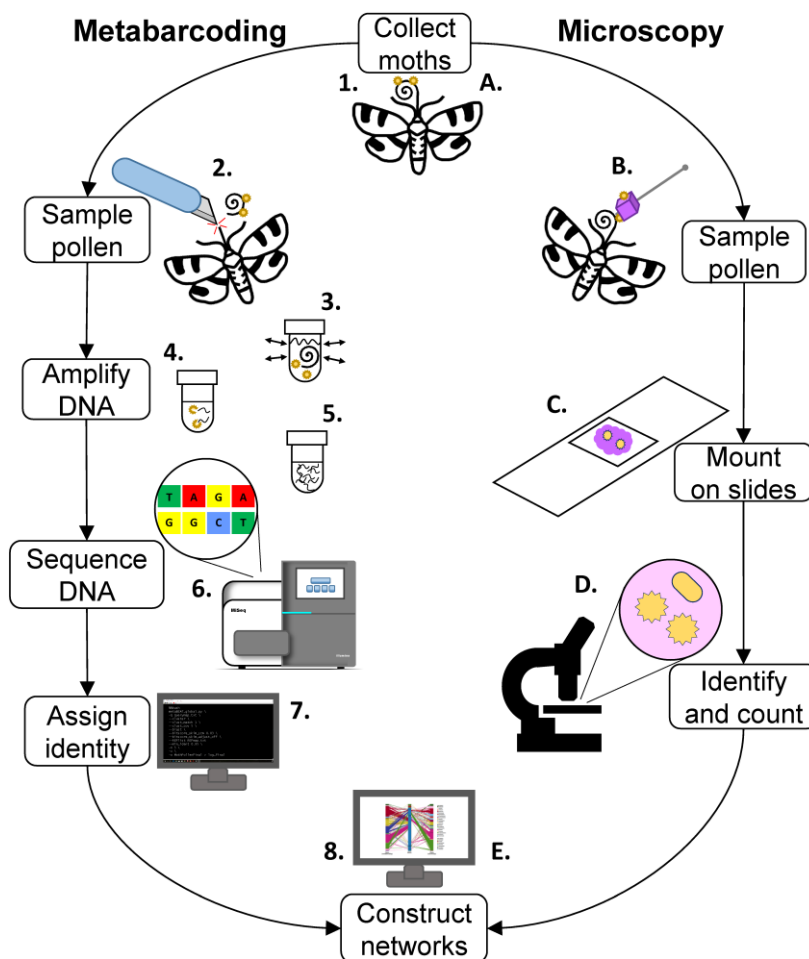 Metabarcoding
Collect
moths
Microscopy
1.
A.
2.
B.
Sample
pollen
Sample
pollen
3.
4.
Amplify
DNA
5.
C.
Mount
on slides
T A G A
G G C T
Sequence
DNA
6.
MiSeq
D.
Assign
identity
7.
Identify
and count
8.
E.
Construct
networks